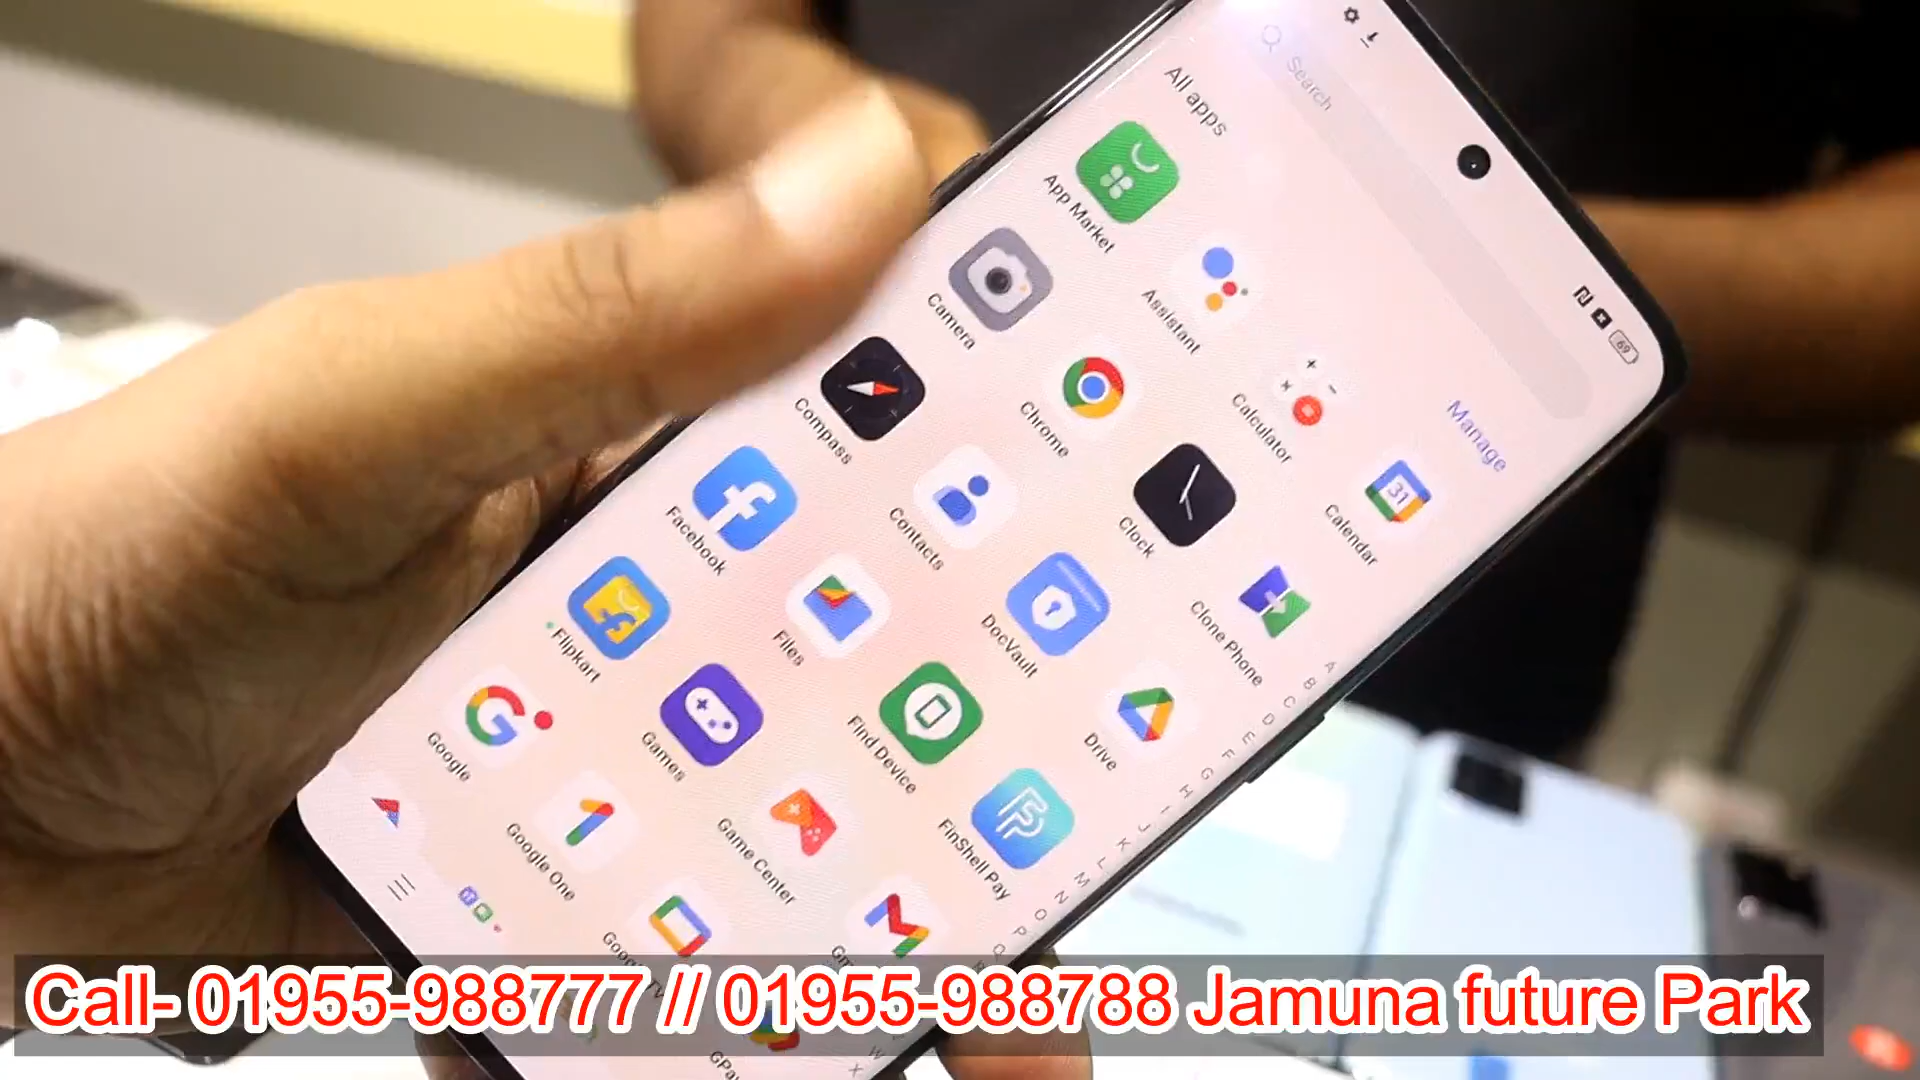 Search
All apps
Manage
App Market
Assistant
Calculator
Calendar
Camera
Chrome
Clock
Clone Phone
Compass
Contacts
DocVault
Drive
Facebook
Files
Find Device
FinShell Pay
Flipkart
Games
Game Center
Google
Google One
69
31
A
B
C
D
E
F
G
H
I
J
K
L
M
N
O
P
Q
W
X
Call- 01955-988777 // 01955-988788 Jamuna future Park